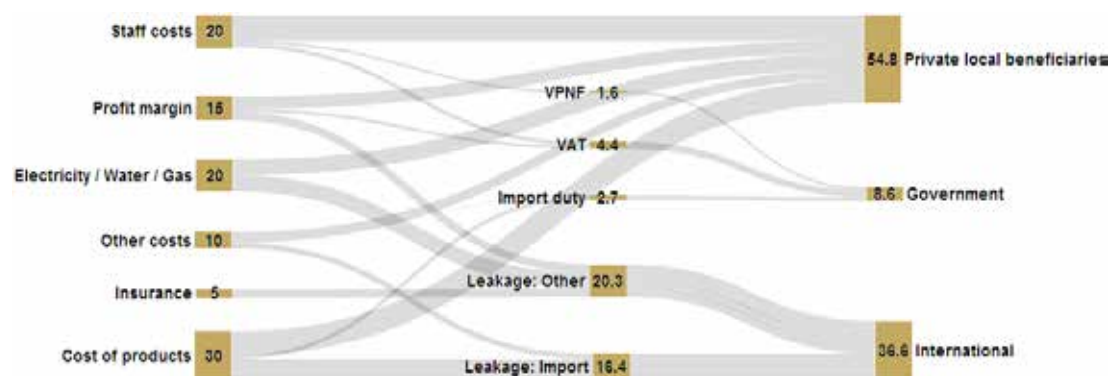 Staff costs 20
Profit margin 15
Electricity / Water / Gas 20
Other costs 10
Insurance 5
Cost of products 30
VPNF 1.6
VAT 4.4
Import duty 2.7
Leakage: Other 20.3
Leakage: Import 16.4
54.8 Private local beneficiaries
8.6 Government
36.6 International